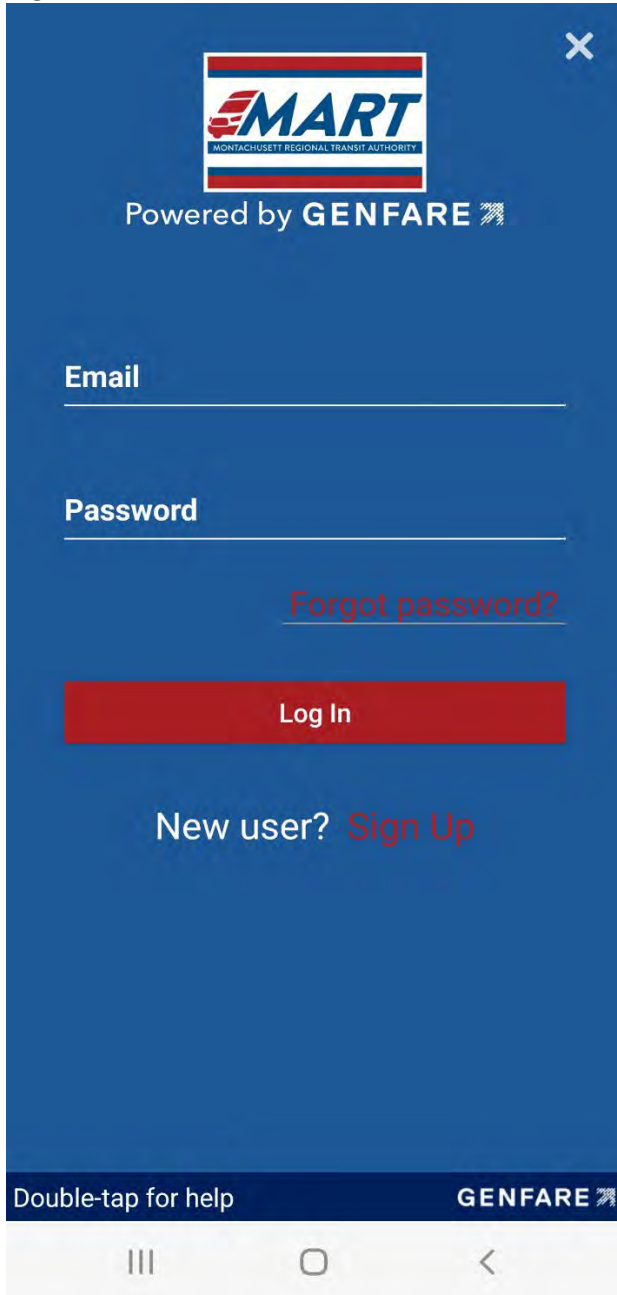 MART
MONTACHUSETT REGIONAL TRANSIT AUTHORITY
Powered by GENFARE
Email
Password
Forgot password?
Log In
New user? Sign Up
Double-tap for help GENFARE